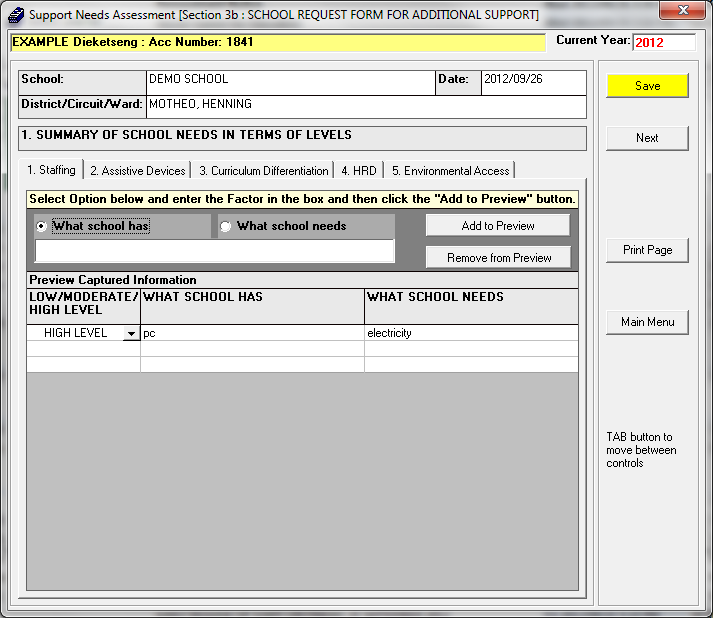 Support Needs Assessment [Section 3b : SCHOOL REQUEST FORM FOR ADDITIONAL SUPPORT]
EXAMPLE Dieketseng : Acc Number: 1841
Current Year: 2012
School: DEMO SCHOOL Date: 2012/09/26
District/Circuit/Ward: MOTHEO, HENNING
1. SUMMARY OF SCHOOL NEEDS IN TERMS OF LEVELS
1. Staffing 2. Assistive Devices 3. Curriculum Differentiation 4. HRD 5. Environmental Access
Select Option below and enter the Factor in the box and then click the "Add to Preview" button.
What school has What school needs Add to Preview
Remove from Preview
Preview Captured Information
LOW/MODERATE/ WHAT SCHOOL HAS WHAT SCHOOL NEEDS
HIGH LEVEL
HIGH LEVEL pc electricity
Save
Next
Print Page
Main Menu
TAB button to
move between
controls